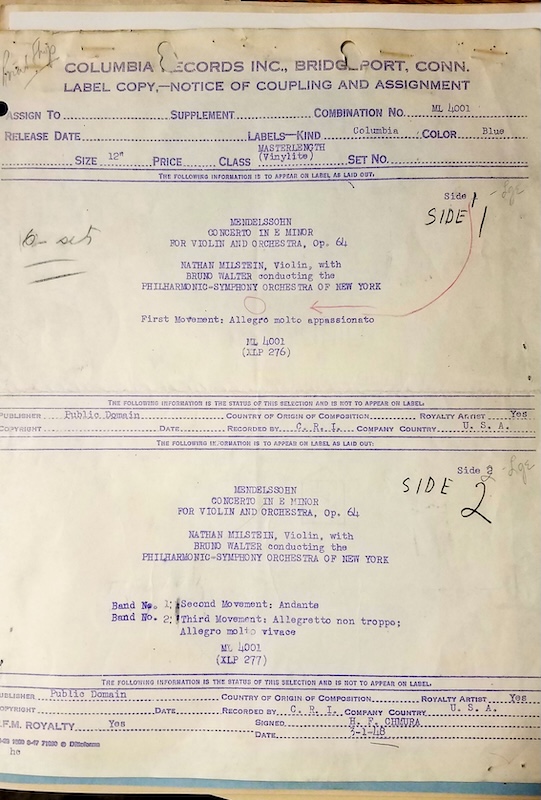 COLUMBIA RECORDS INC., BRIDGEPORT, CONN.
LABEL COPY,—NOTICE OF COUPLING AND ASSIGNMENT
ASSIGN TO SUPPLEMENT COMBINATION NO. ML 4001
RELEASE DATE LABELS—KIND Columbia COLOR Blue
SIZE 12" PRICE CLASS MASTERLENGTH (Vinylite) SET NO.
THE FOLLOWING INFORMATION IS TO APPEAR ON LABEL AS LAID OUT:
Side 1
SIDE 1
MENDELSSOHN
CONCERTO IN E MINOR
FOR VIOLIN AND ORCHESTRA, Op. 64
NATHAN MILSTEIN, Violin, with
BRUNO WALTER conducting the
PHILHARMONIC-SYMPHONY ORCHESTRA OF NEW YORK
First Movement: Allegro molto appassionato
ML 4001
(XLP 276)
THE FOLLOWING INFORMATION IS THE STATUS OF THIS SELECTION AND IS NOT TO APPEAR ON LABEL.
PUBLISHER Public Domain COUNTRY OF ORIGIN OF COMPOSITION ROYALTY ARTIST Yes
COPYRIGHT DATE RECORDED BY C. R. I. COMPANY COUNTRY U. S. A.
THE FOLLOWING INFORMATION IS TO APPEAR ON LABEL AS LAID OUT:
Side 2
SIDE 2
MENDELSSOHN
CONCERTO IN E MINOR
FOR VIOLIN AND ORCHESTRA, Op. 64
NATHAN MILSTEIN, Violin, with
BRUNO WALTER conducting the
PHILHARMONIC-SYMPHONY ORCHESTRA OF NEW YORK
Band No. 1; Second Movement: Andante
Band No. 2; Third Movement: Allegretto non troppo;
Allegro molto vivace
ML 4001
(XLP 277)
THE FOLLOWING INFORMATION IS THE STATUS OF THIS SELECTION AND IS NOT TO APPEAR ON LABEL.
PUBLISHER Public Domain COUNTRY OF ORIGIN OF COMPOSITION ROYALTY ARTIST Yes
COPYRIGHT DATE RECORDED BY C. R. I. COMPANY COUNTRY U. S. A.
.F.M. ROYALTY Yes SIGNED H. F. CHMURA
DATE 3-1-48
hc